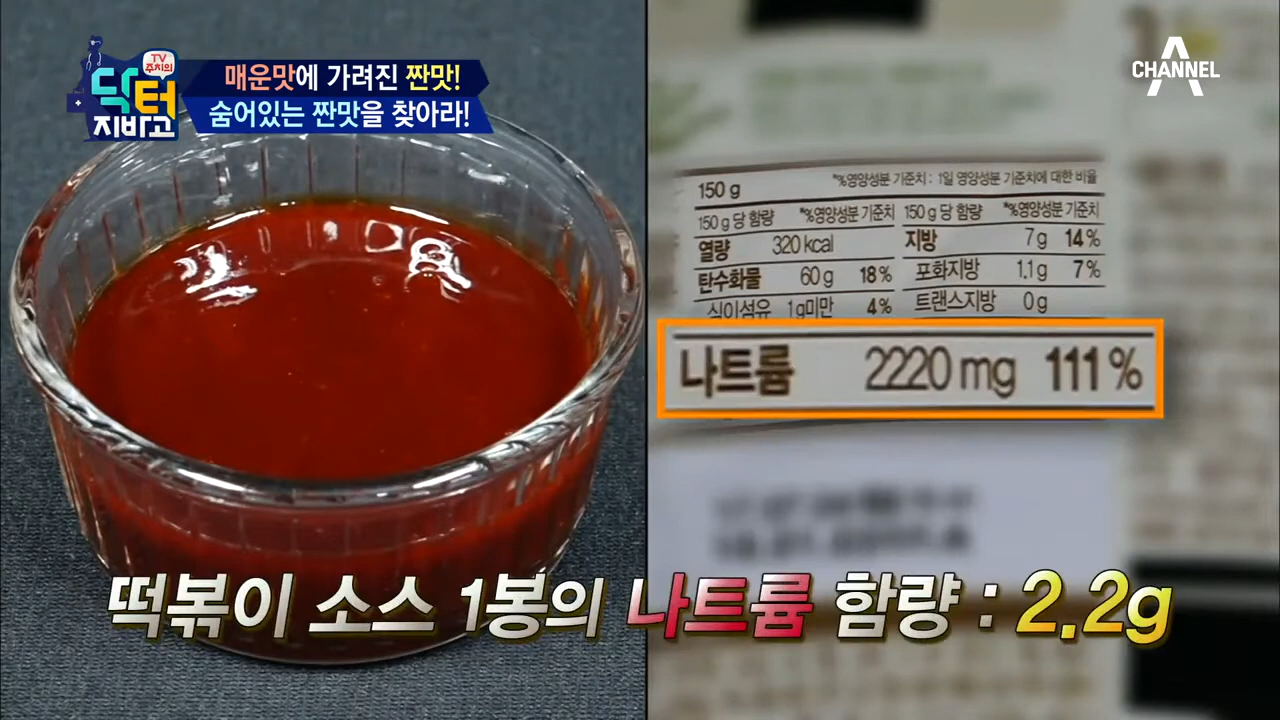 TV
주치의
닥터
지바고
매운맛에 가려진 짠맛!
숨어있는 짠맛을 찾아라!
A
CHANNEL
150 g
*%영양성분 기준치 : 1일 영양성분 기준치에 대한 비율
150 g 당 함량 *%영양성분 기준치 150 g 당 함량 *%영양성분 기준치
열량 320 kcal 지방 7 g 14 %
탄수화물 60 g 18 % 포화지방 1.1 g 7 %
식이섬유 1 g미만 4 % 트랜스지방 0 g
나트륨 2220 mg 111 %
떡볶이 소스 1봉의 나트륨 함량 : 2.2g